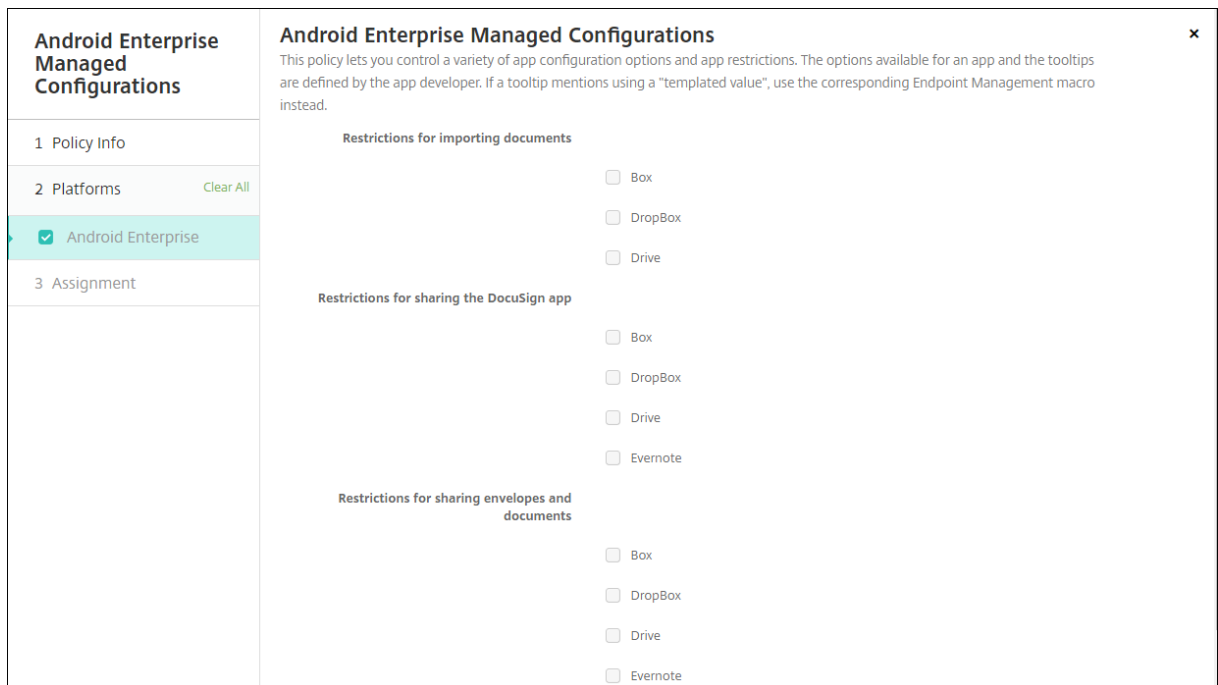 Android Enterprise
Managed
Configurations
1 Policy Info
2 Platforms Clear All
Android Enterprise
3 Assignment
Android Enterprise Managed Configurations
This policy lets you control a variety of app configuration options and app restrictions. The options available for an app and the tooltips
are defined by the app developer. If a tooltip mentions using a "templated value", use the corresponding Endpoint Management macro
instead.
Restrictions for importing documents
Box
DropBox
Drive
Restrictions for sharing the DocuSign app
Box
DropBox
Drive
Evernote
Restrictions for sharing envelopes and
documents
Box
DropBox
Drive
Evernote